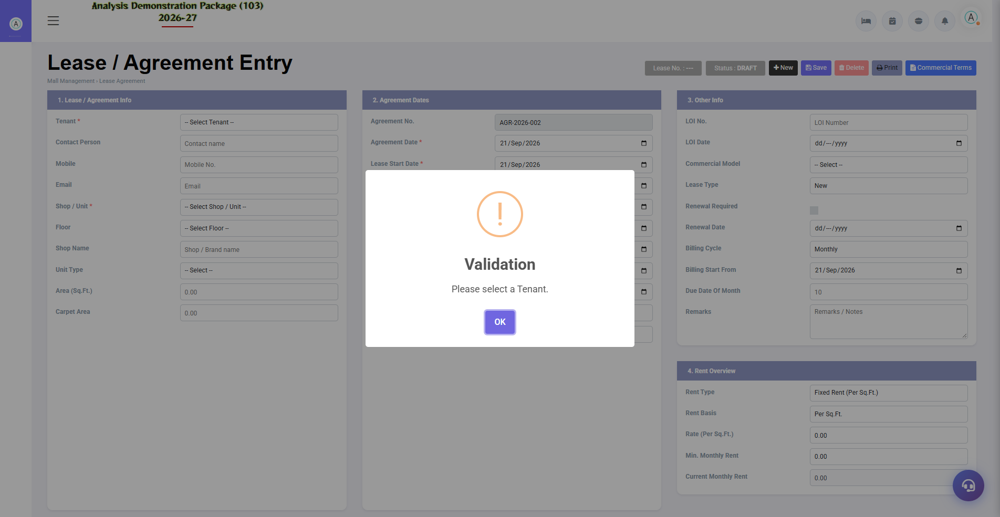 Analysis Demonstration Package (103)
2026-27
A
A
Lease / Agreement Entry
Mall Management › Lease Agreement
Lease No. : ---
Status : DRAFT
New
Save
Delete
Print
Commercial Terms
1. Lease / Agreement Info
Tenant *
-- Select Tenant --
Contact Person
Contact name
Mobile
Mobile No.
Email
Email
Shop / Unit *
-- Select Shop / Unit --
Floor
-- Select Floor --
Shop Name
Shop / Brand name
Unit Type
-- Select --
Area (Sq.Ft.)
0.00
Carpet Area
0.00
2. Agreement Dates
Agreement No.
AGR-2026-002
Agreement Date *
21/Sep/2026
Lease Start Date *
21/Sep/2026
Validation
Please select a Tenant.
OK
3. Other Info
LOI No.
LOI Number
LOI Date
dd/---/yyyy
Commercial Model
-- Select --
Lease Type
New
Renewal Required
Renewal Date
dd/---/yyyy
Billing Cycle
Monthly
Billing Start From
21/Sep/2026
Due Date Of Month
10
Remarks
Remarks / Notes
4. Rent Overview
Rent Type
Fixed Rent (Per Sq.Ft.)
Rent Basis
Per Sq.Ft.
Rate (Per Sq.Ft.)
0.00
Min. Monthly Rent
0.00
Current Monthly Rent
0.00